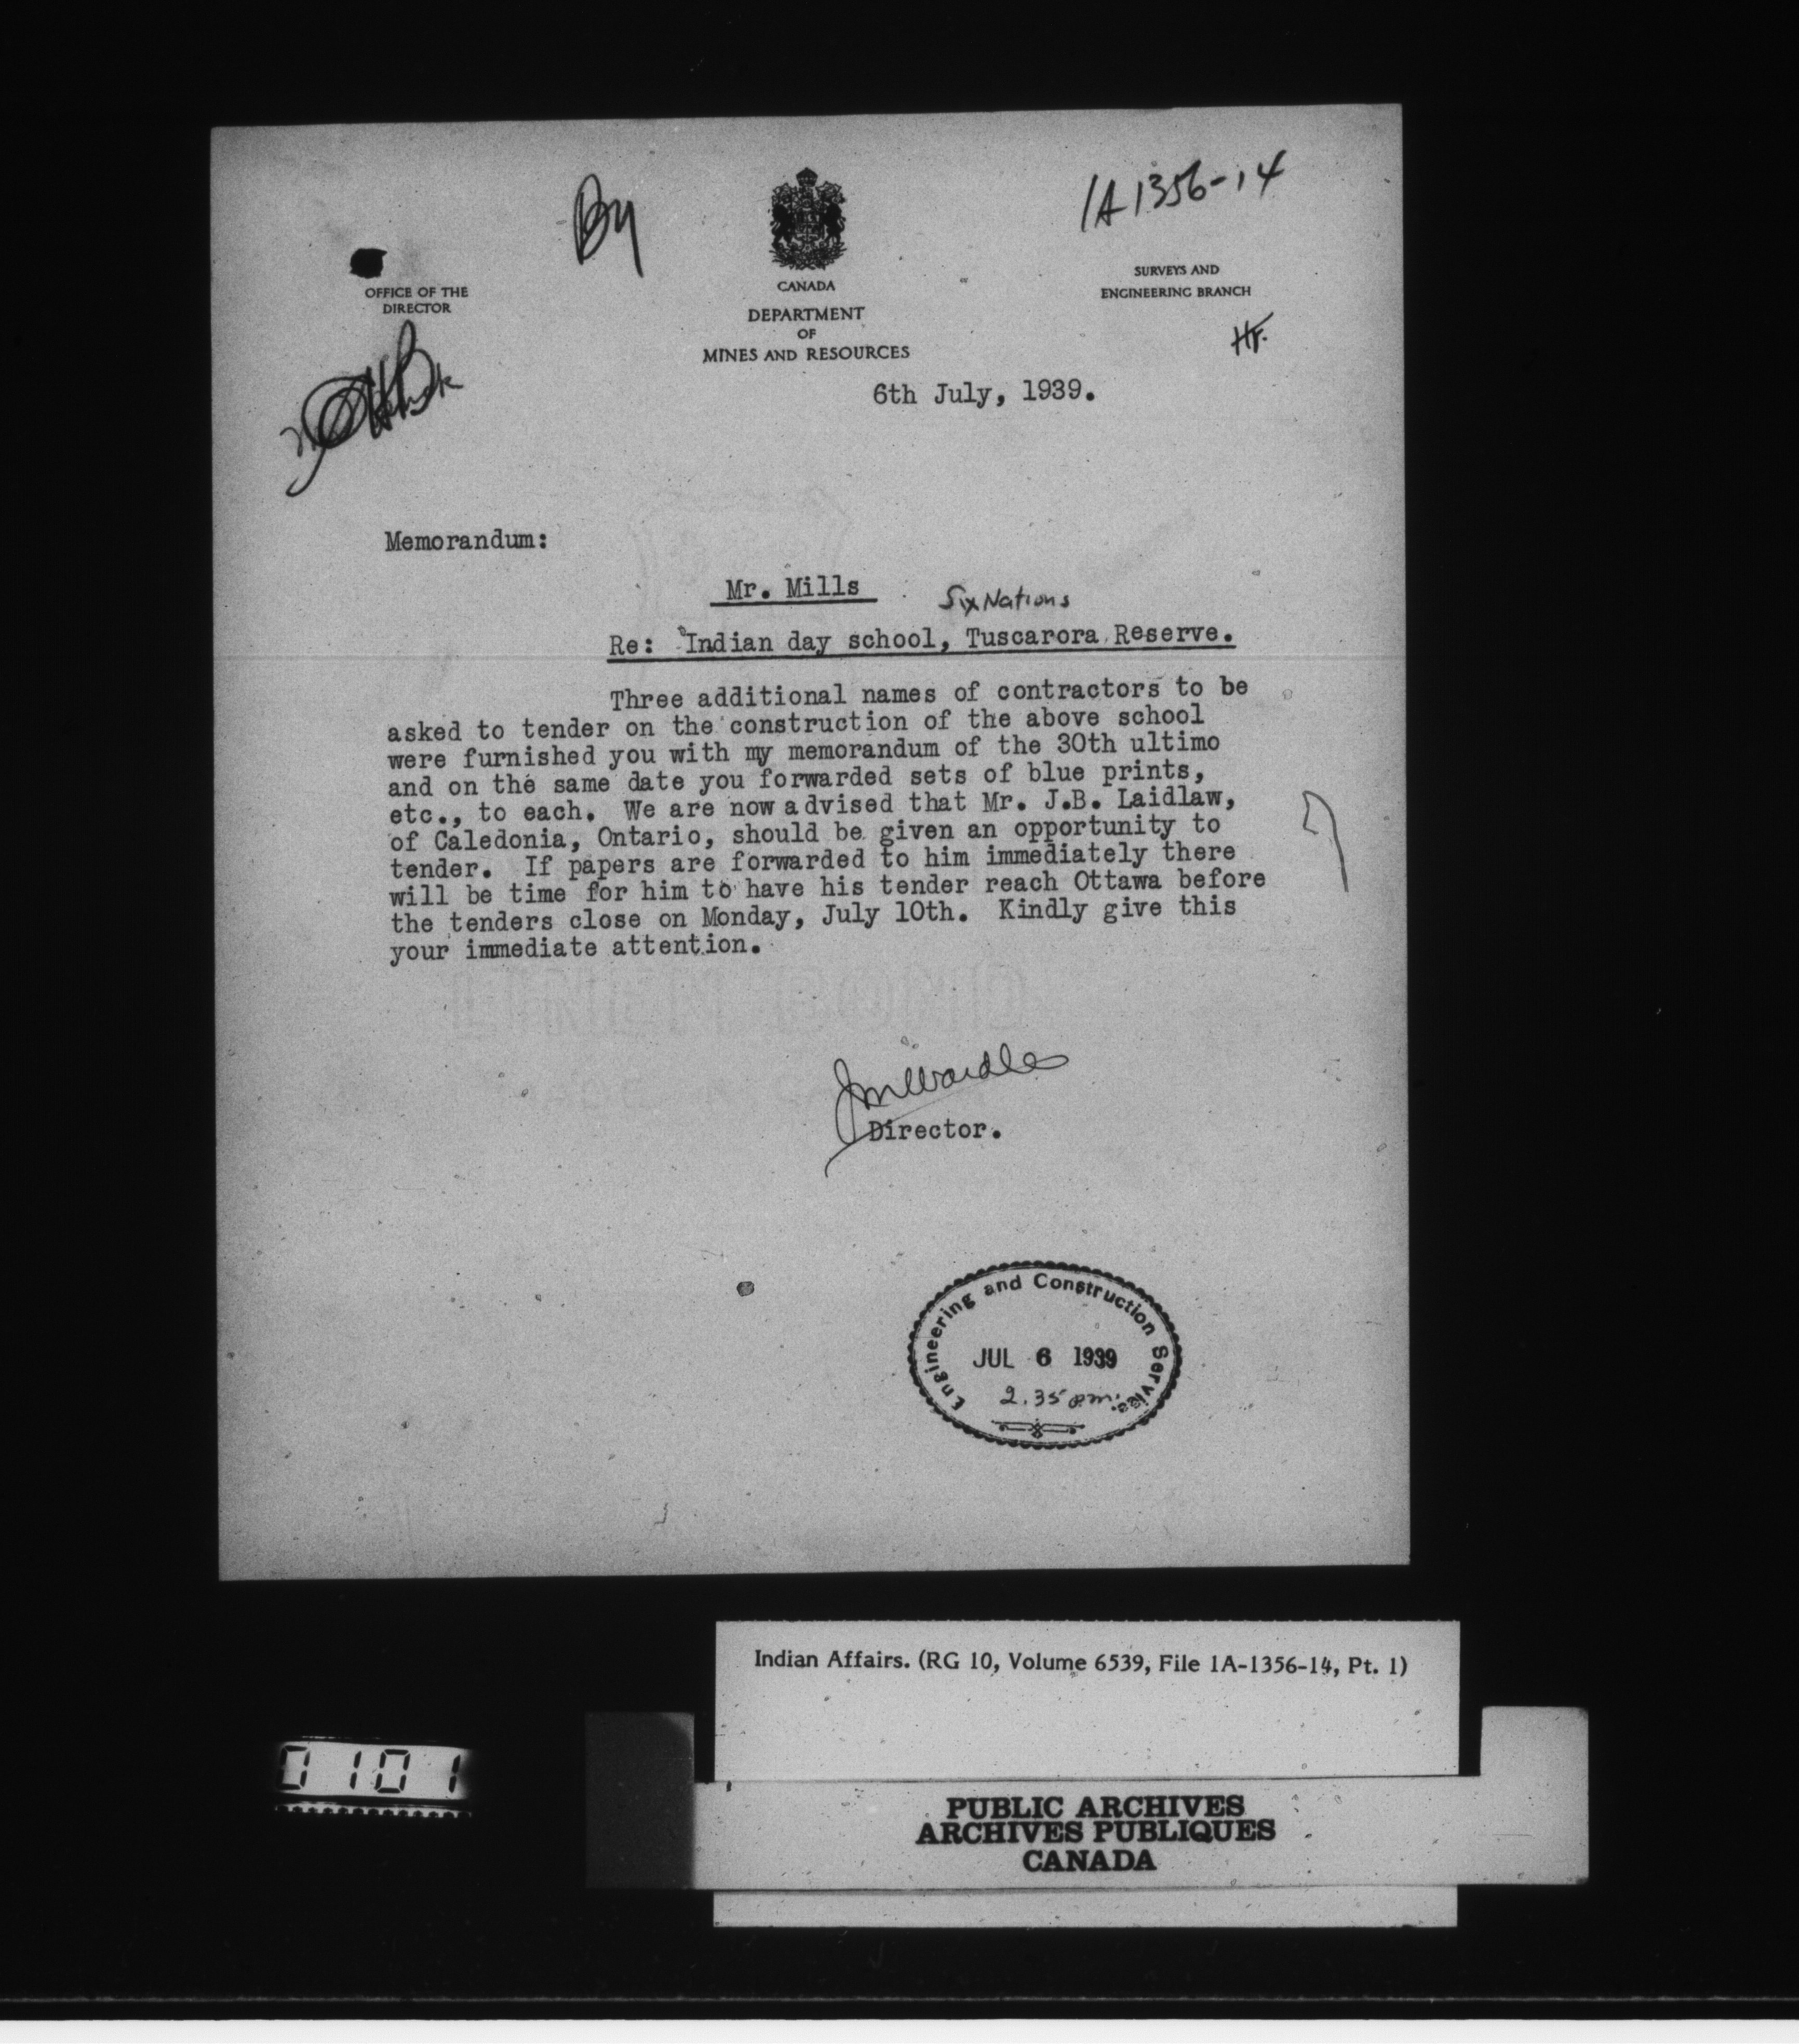 By
1A 1356-14
OFFICE OF THE
DIRECTOR
CANADA
DEPARTMENT
OF
MINES AND RESOURCES
SURVEYS AND
ENGINEERING BRANCH
6th July, 1939.
Memorandum:
Mr. Mills
Six Nations
Re: Indian day school, Tuscarora Reserve.
Three additional names of contractors to be
asked to tender on the construction of the above school
were furnished you with my memorandum of the 30th ultimo
and on the same date you forwarded sets of blue prints,
etc., to each. We are now advised that Mr. J.B. Laidlaw,
of Caledonia, Ontario, should be given an opportunity to
tender. If papers are forwarded to him immediately there
will be time for him to have his tender reach Ottawa before
the tenders close on Monday, July 10th. Kindly give this
your immediate attention.
JmWardle
Director.
Engineering and Construction Service.
JUL 6 1939
2.35 pm.
Indian Affairs. (RG 10, Volume 6539, File 1A-1356-14, Pt. 1)
0101
PUBLIC ARCHIVES
ARCHIVES PUBLIQUES
CANADA